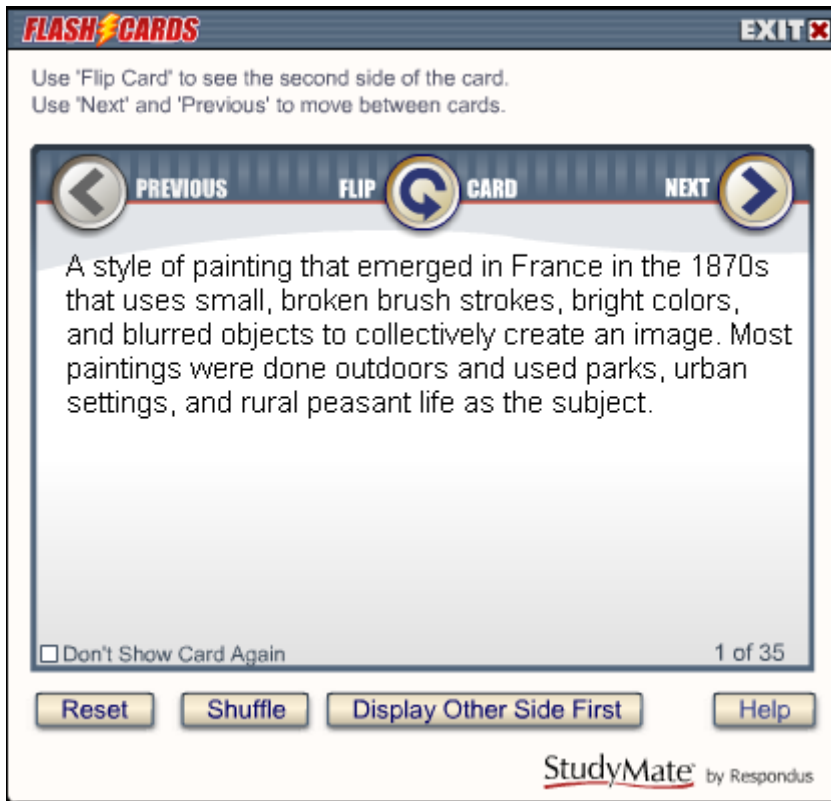 FLASH CARDS
EXIT
Use 'Flip Card' to see the second side of the card.
Use 'Next' and 'Previous' to move between cards.
PREVIOUS FLIP CARD NEXT
A style of painting that emerged in France in the 1870s
that uses small, broken brush strokes, bright colors,
and blurred objects to collectively create an image. Most
paintings were done outdoors and used parks, urban
settings, and rural peasant life as the subject.
Don't Show Card Again 1 of 35
Reset Shuffle Display Other Side First Help
StudyMate by Respondus